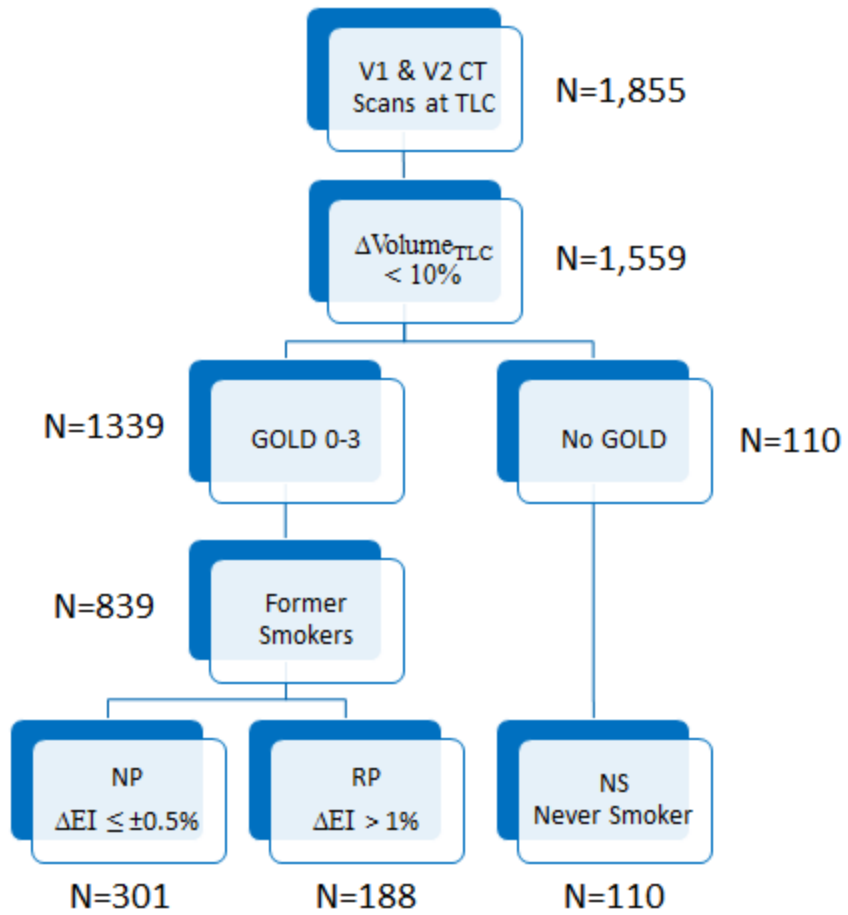 V1 & V2 CT
Scans at TLC
N=1,855
ΔVolumeTLC
< 10%
N=1,559
N=1339
GOLD 0-3
No GOLD
N=110
N=839
Former
Smokers
NP
ΔEI ≤ ±0.5%
RP
ΔEI > 1%
NS
Never Smoker
N=301
N=188
N=110